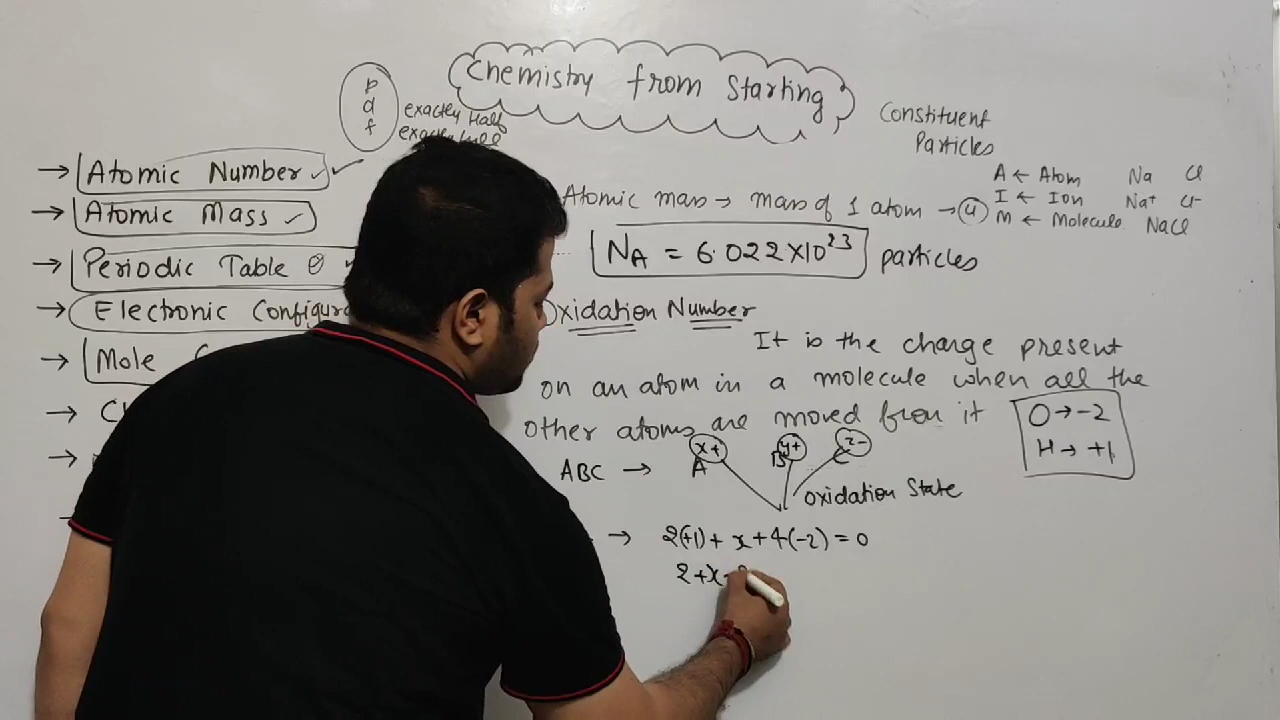 Chemistry from Starting
p
d
f
exactly Half
exactly full
→ Atomic Number ✓
→ Atomic Mass ✓
→ Periodic Table
→ Electronic
→ Mole
→
→
Constituent
Particles
A ← Atom Na Cl
I ← Ion Na⁺ Cl⁻
M ← Molecule NaCl
Atomic mass → mass of 1 atom → (u)
N_A = 6.022×10²³ particles
Oxidation Number
It is the charge present
on an atom in a molecule when all the
other atoms are moved from it
O → -2
H → +1
x+ y+ z-
ABC → A B C
Oxidation State
→ 2(+1) + x + 4(-2) = 0
2 + x -